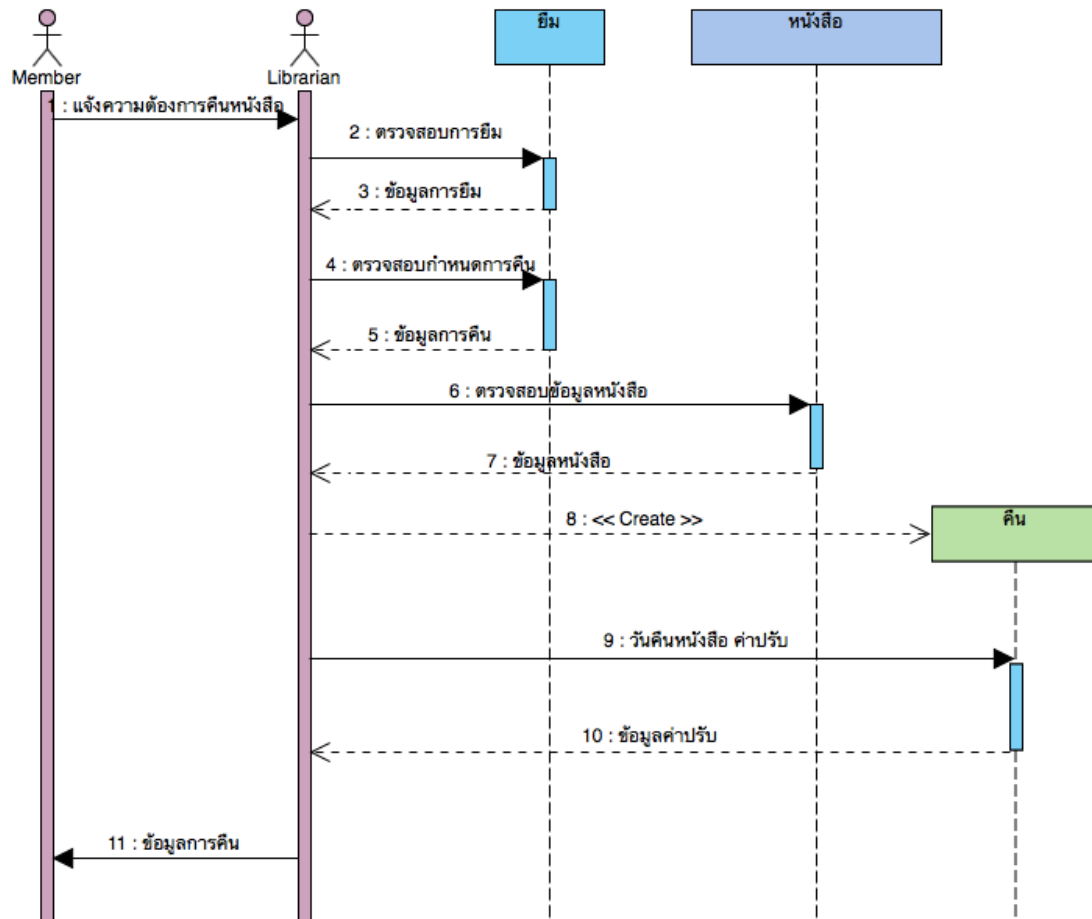 ยืม
หนังสือ
Member
Librarian
1 : แจ้งความต้องการคืนหนังสือ
2 : ตรวจสอบการยืม
3 : ข้อมูลการยืม
4 : ตรวจสอบกำหนดการคืน
5 : ข้อมูลการคืน
6 : ตรวจสอบข้อมูลหนังสือ
7 : ข้อมูลหนังสือ
8 : << Create >>
คืน
9 : วันคืนหนังสือ ค่าปรับ
10 : ข้อมูลค่าปรับ
11 : ข้อมูลการคืน